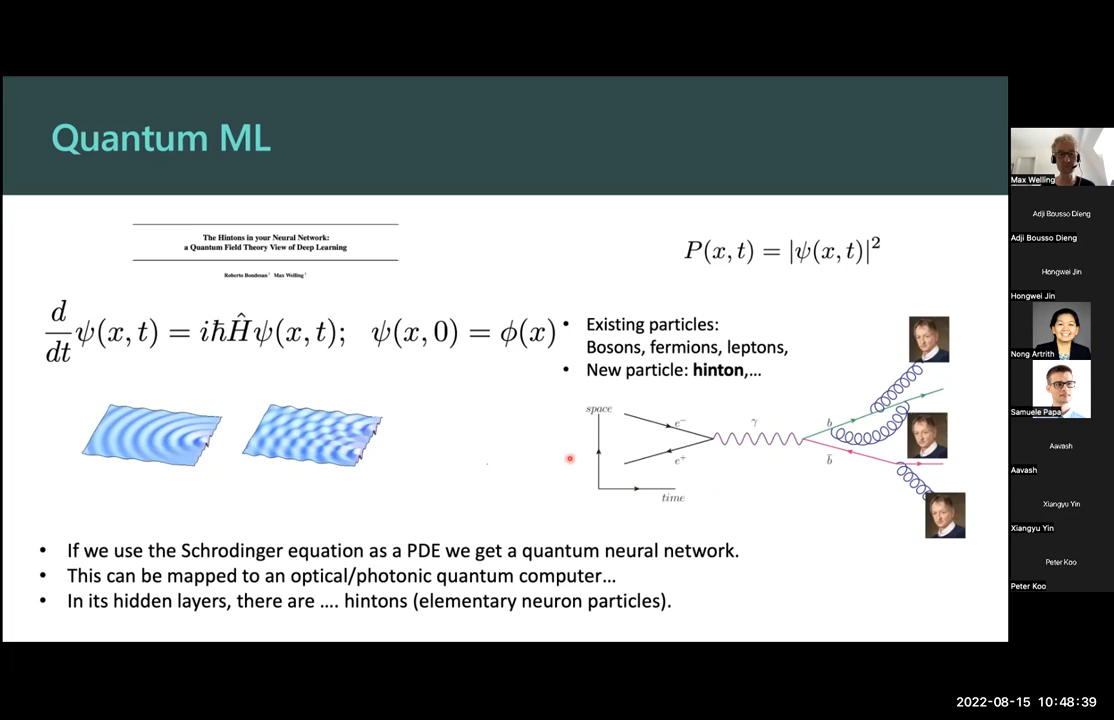 Quantum ML
The Hintons in your Neural Network:
a Quantum Field Theory View of Deep Learning
Roberto Bondesan¹ Max Welling¹
P(x, t) = |ψ(x, t)|²
d/dt ψ(x, t) = iħĤψ(x, t); ψ(x, 0) = ϕ(x)
• Existing particles:
Bosons, fermions, leptons,
• New particle: hinton,...
space
e⁻
e⁺
γ
b
b̄
time
• If we use the Schrodinger equation as a PDE we get a quantum neural network.
• This can be mapped to an optical/photonic quantum computer...
• In its hidden layers, there are .... hintons (elementary neuron particles).
Max Welling
Adji Bousso Dieng
Adji Bousso Dieng
Hongwei Jin
Hongwei Jin
Nong Artrith
Samuele Papa
Aavash
Aavash
Xiangyu Yin
Xiangyu Yin
Peter Koo
Peter Koo
2022-08-15 10:48:39